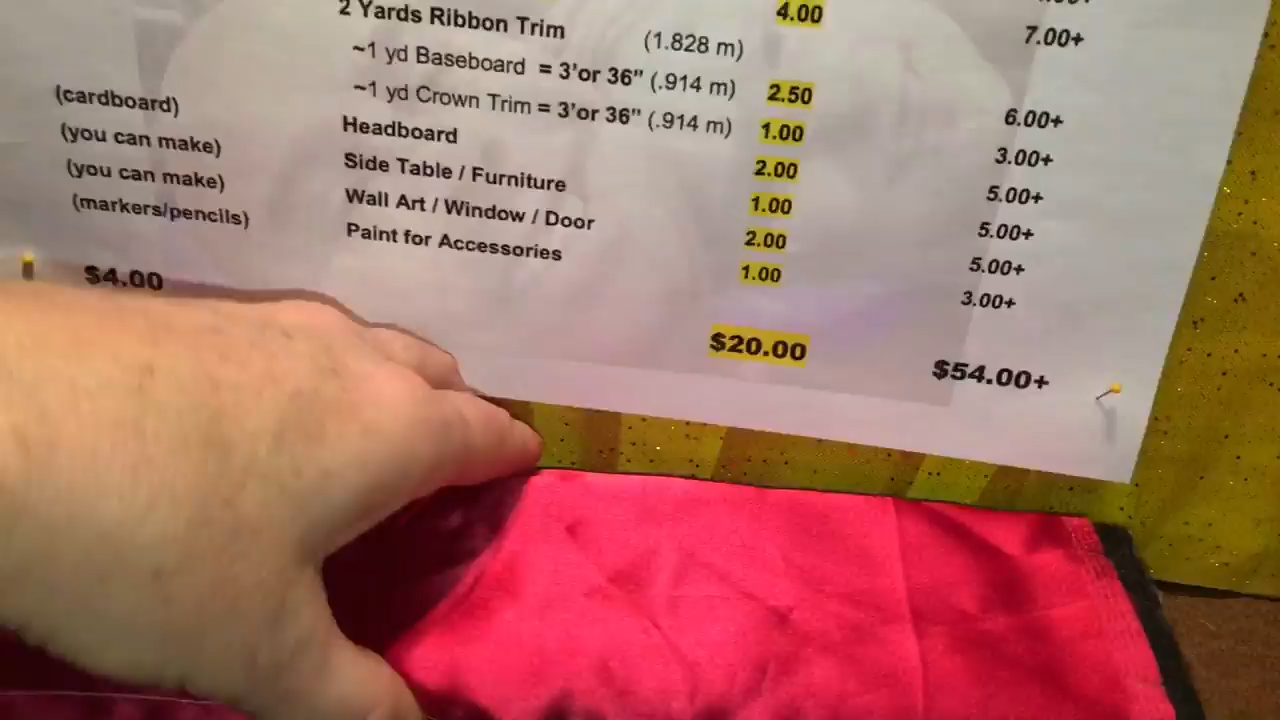 4.00
2 Yards Ribbon Trim (1.828 m) 7.00+
~1 yd Baseboard = 3'or 36" (.914 m) 2.50 6.00+
(cardboard) ~1 yd Crown Trim = 3'or 36" (.914 m) 1.00 3.00+
(you can make) Headboard 2.00 5.00+
(you can make) Side Table / Furniture 1.00 5.00+
(markers/pencils) Wall Art / Window / Door 2.00 5.00+
Paint for Accessories 1.00 3.00+
$4.00 $20.00 $54.00+